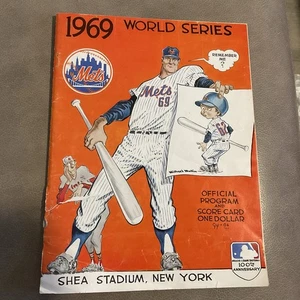 1969 WORLD SERIES
REMEMBER
ME
?
Mets
Mets
69
OFFICIAL
PROGRAM
AND
SCORE CARD
ONE DOLLAR
100th
ANNIVERSARY
SHEA STADIUM, NEW YORK